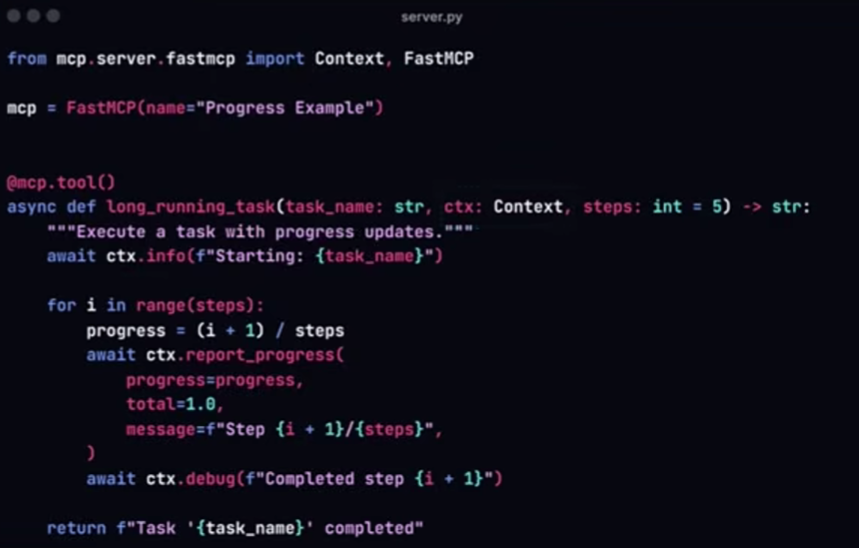 server.py
from mcp.server.fastmcp import Context, FastMCP
mcp = FastMCP(name="Progress Example")
@mcp.tool()
async def long_running_task(task_name: str, ctx: Context, steps: int = 5) -> str:
    """Execute a task with progress updates."""
    await ctx.info(f"Starting: {task_name}")
    for i in range(steps):
        progress = (i + 1) / steps
        await ctx.report_progress(
            progress=progress,
            total=1.0,
            message=f"Step {i + 1}/{steps}",
        )
        await ctx.debug(f"Completed step {i + 1}")
    return f"Task '{task_name}' completed"